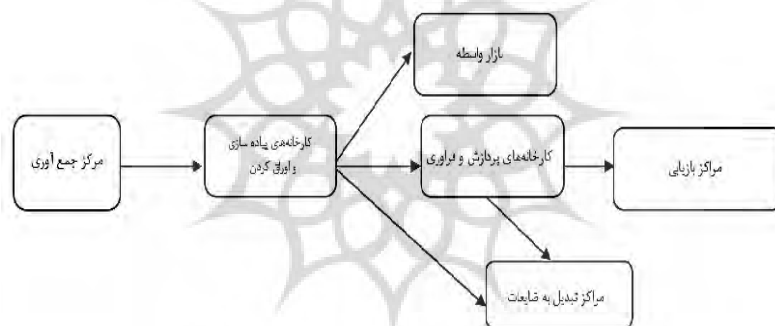 بازار واسطه
مرکز جمع آوری
کارخانه‌های پیاده سازی
و اوراق کردن
کارخانه‌های پردازش و فراوری
مراکز بازیابی
مراکز تبدیل به ضایعات